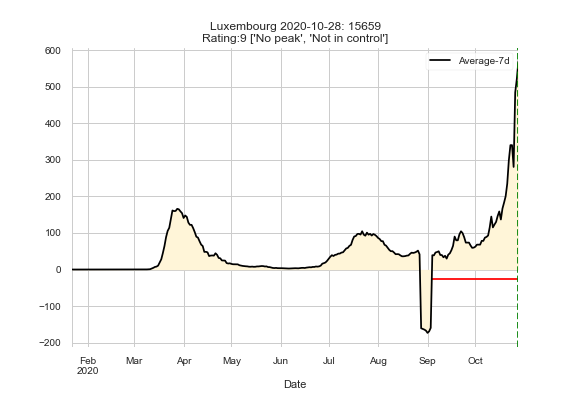 Luxembourg 2020-10-28: 15659
Rating:9 ['No peak', 'Not in control']
Average-7d
600
500
400
300
200
100
0
−100
−200
Feb Mar Apr May Jun Jul Aug Sep Oct
2020
Date